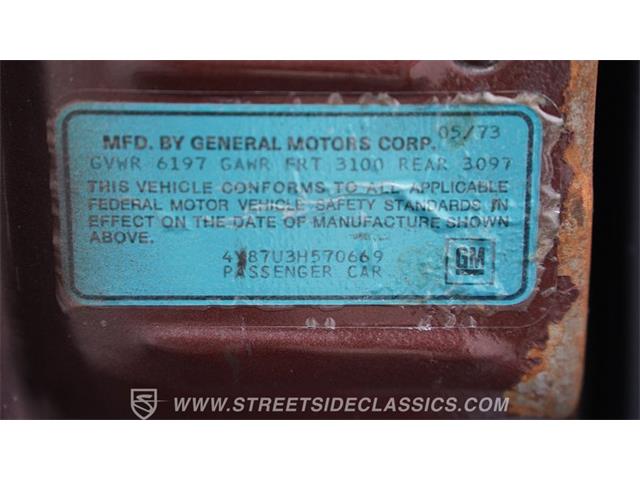 05/73
MFD. BY GENERAL MOTORS CORP.
GVWR 6197 GAWR FRT 3100 REAR 3097
THIS VEHICLE CONFORMS TO ALL APPLICABLE
FEDERAL MOTOR VEHICLE SAFETY STANDARDS IN
EFFECT ON THE DATE OF MANUFACTURE SHOWN
ABOVE.
4Y87U3H570669
PASSENGER CAR
GM
WWW.STREETSIDECLASSICS.COM